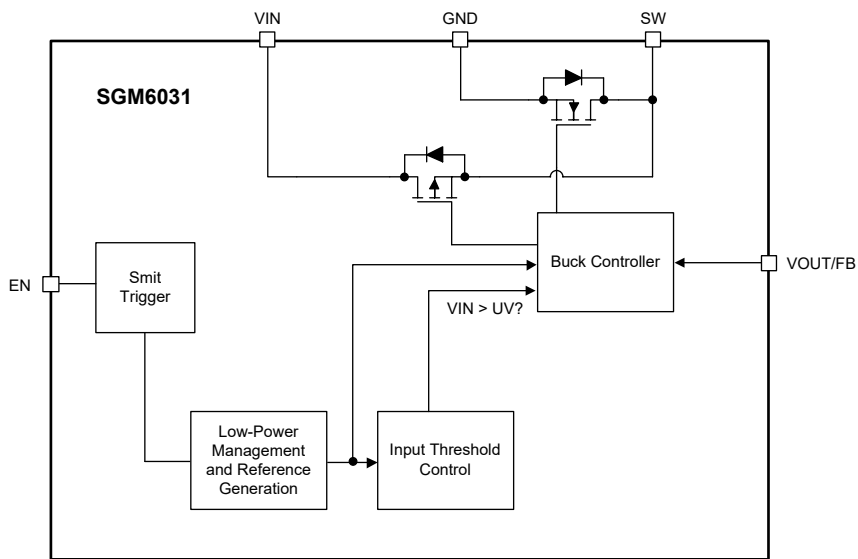 VIN
GND
SW
SGM6031
Smit
Trigger
EN
Buck Controller
VOUT/FB
VIN > UV?
Low-Power
Management
and Reference
Generation
Input Threshold
Control